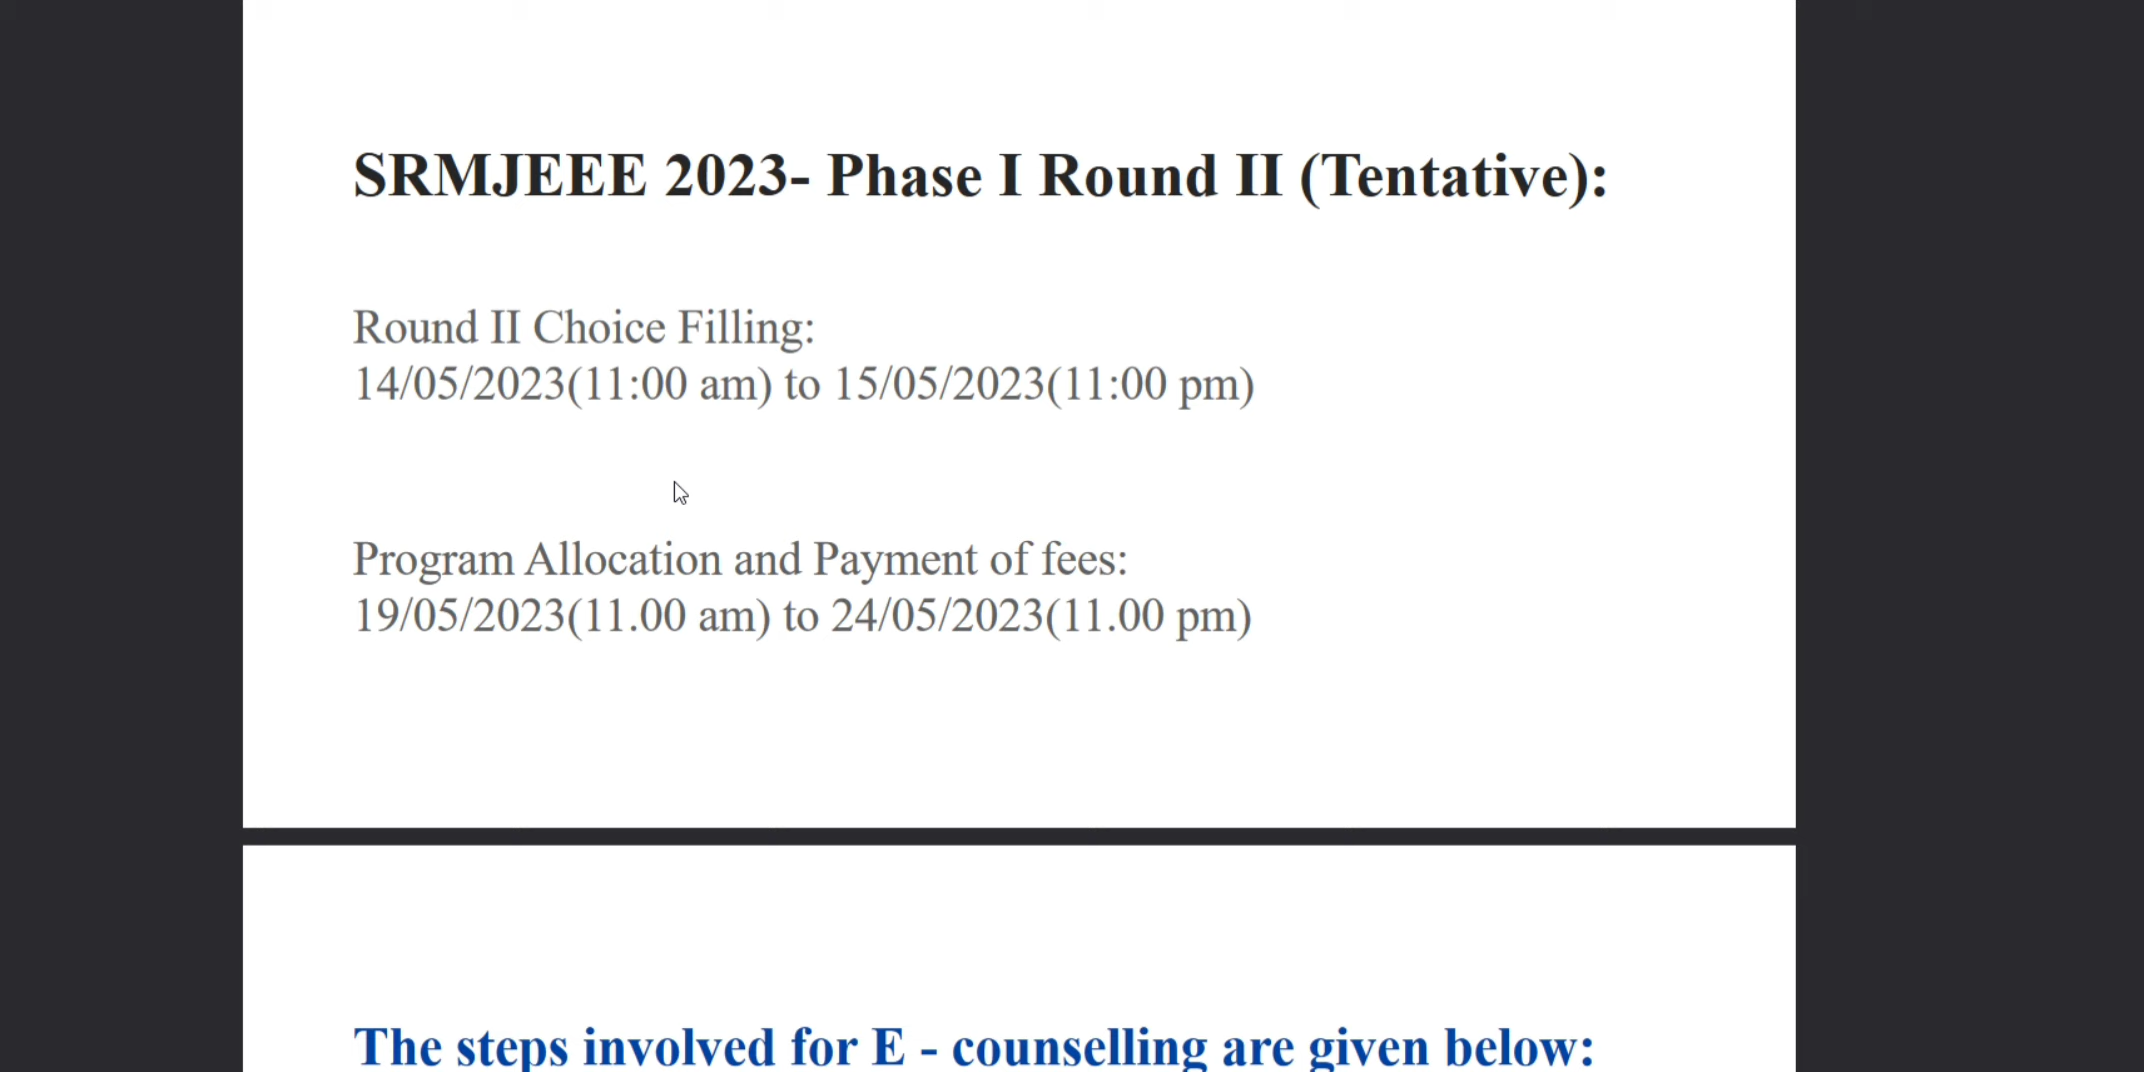 SRMJEEE 2023- Phase I Round II (Tentative):
Round II Choice Filling:
14/05/2023(11:00 am) to 15/05/2023(11:00 pm)
Program Allocation and Payment of fees:
19/05/2023(11.00 am) to 24/05/2023(11.00 pm)
The steps involved for E - counselling are given below: